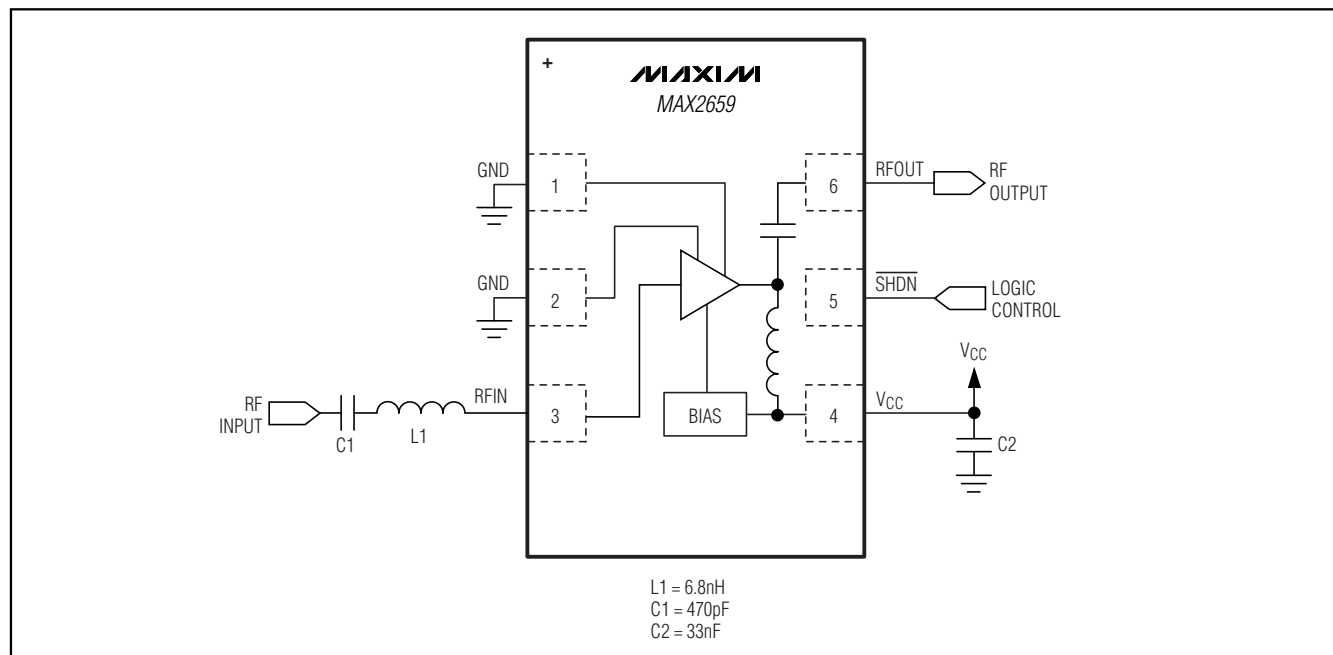 +
MAXIM
MAX2659
GND
1
6
RFOUT
RF
OUTPUT
GND
2
5
SHDN
LOGIC
CONTROL
RF
INPUT
C1
L1
RFIN
3
BIAS
4
VCC
VCC
C2
L1 = 6.8nH
C1 = 470pF
C2 = 33nF